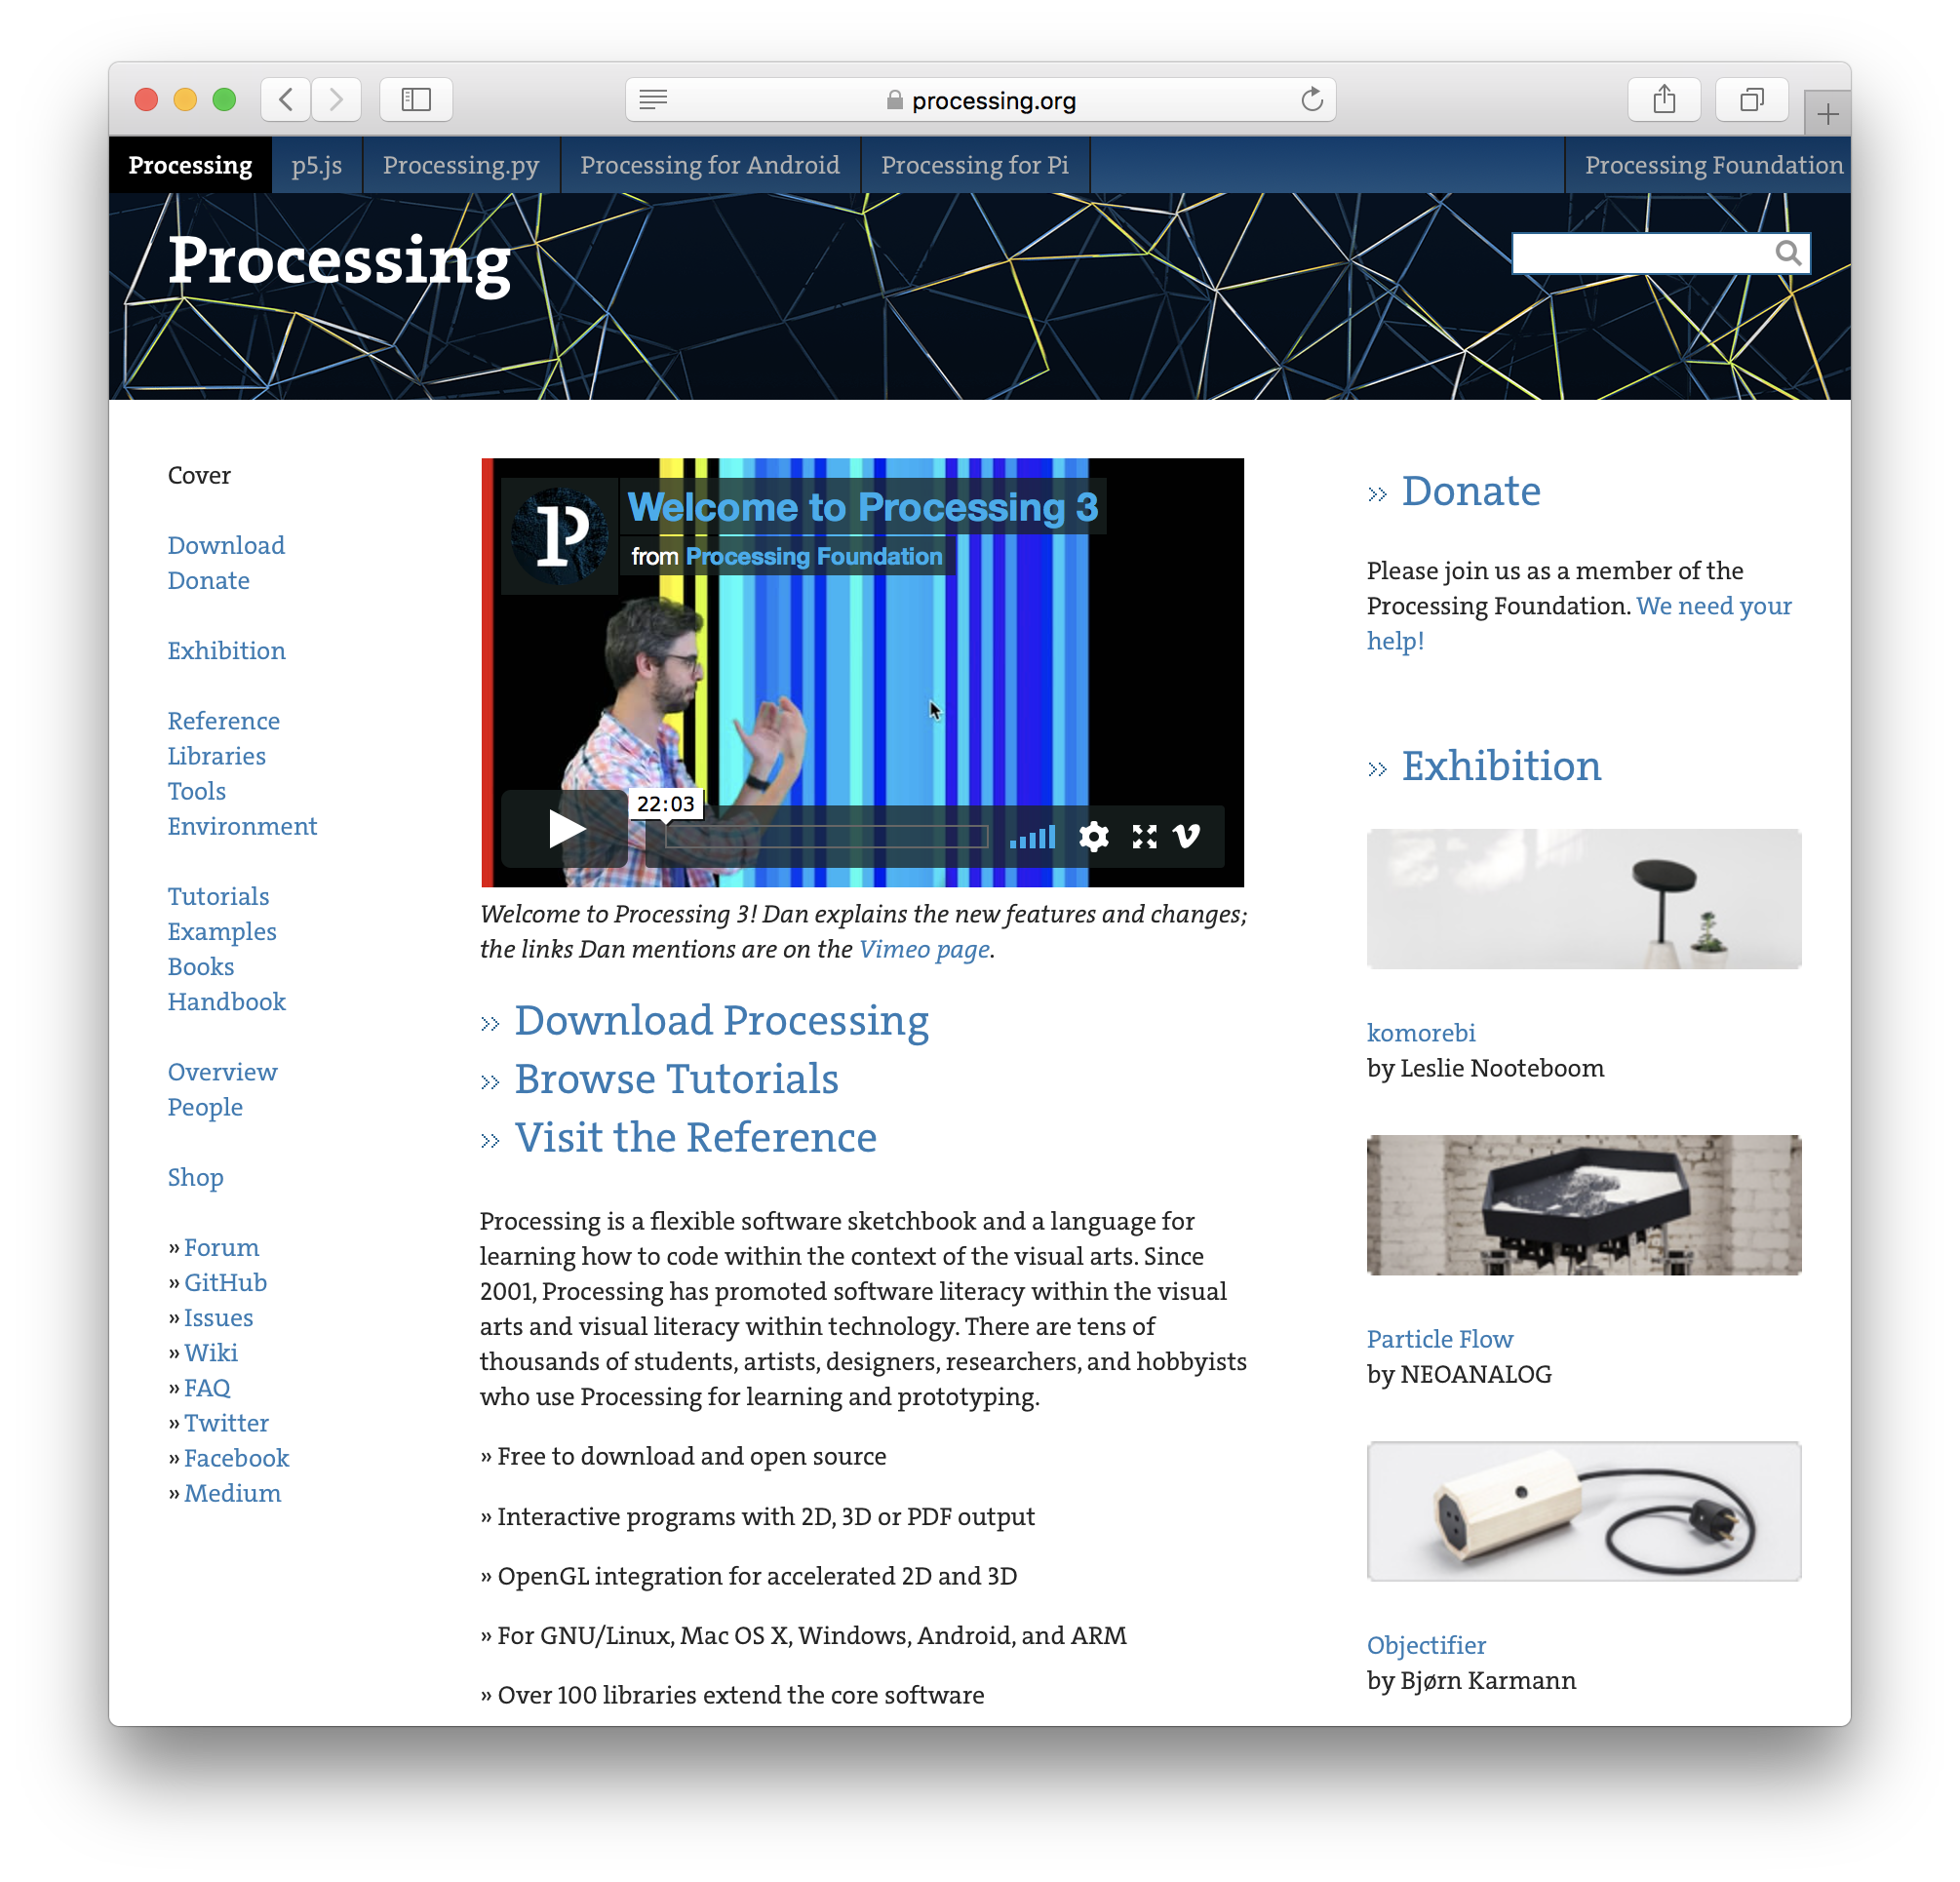 processing.org
Processing
p5.js
Processing.py
Processing for Android
Processing for Pi
Processing Foundation
Processing
Cover
Download
Donate
Exhibition
Reference
Libraries
Tools
Environment
Tutorials
Examples
Books
Handbook
Overview
People
Shop
» Forum
» GitHub
» Issues
» Wiki
» FAQ
» Twitter
» Facebook
» Medium
P
Welcome to Processing 3
from Processing Foundation
22:03
Welcome to Processing 3! Dan explains the new features and changes;
the links Dan mentions are on the Vimeo page.
» Download Processing
» Browse Tutorials
» Visit the Reference
Processing is a flexible software sketchbook and a language for
learning how to code within the context of the visual arts. Since
2001, Processing has promoted software literacy within the visual
arts and visual literacy within technology. There are tens of
thousands of students, artists, designers, researchers, and hobbyists
who use Processing for learning and prototyping.
» Free to download and open source
» Interactive programs with 2D, 3D or PDF output
» OpenGL integration for accelerated 2D and 3D
» For GNU/Linux, Mac OS X, Windows, Android, and ARM
» Over 100 libraries extend the core software
» Donate
Please join us as a member of the
Processing Foundation. We need your
help!
» Exhibition
komorebi
by Leslie Nooteboom
Particle Flow
by NEOANALOG
Objectifier
by Bjørn Karmann